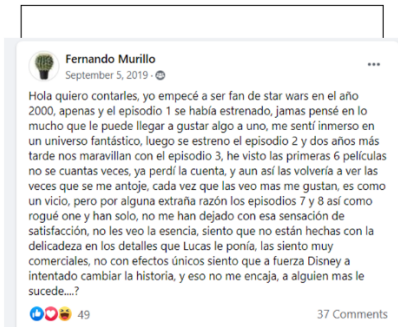 Fernando Murillo
September 5, 2019 ·
Hola quiero contarles, yo empecé a ser fan de star wars en el año
2000, apenas y el episodio 1 se había estrenado, jamas pensé en lo
mucho que le puede llegar a gustar algo a uno, me sentí inmerso en
un universo fantástico, luego se estreno el episodio 2 y dos años mas
tarde nos maravillan con el episodio 3, he visto las primeras 6 películas
no se cuantas veces, ya perdí la cuenta, y aun así las volvería a ver las
veces que se me antoje, cada vez que las veo mas me gustan, es como
un vicio, pero por alguna extraña razón los episodios 7 y 8 así como
rogué one y han solo, no me han dejado con esa sensación de
satisfacción, no les veo la esencia, siento que no están hechas con la
delicadeza en los detalles que Lucas le ponía, las siento muy
comerciales, no con efectos únicos siento que a fuerza Disney a
intentado cambiar la historia, y eso no me encaja, a alguien mas le
sucede....?
49
37 Comments